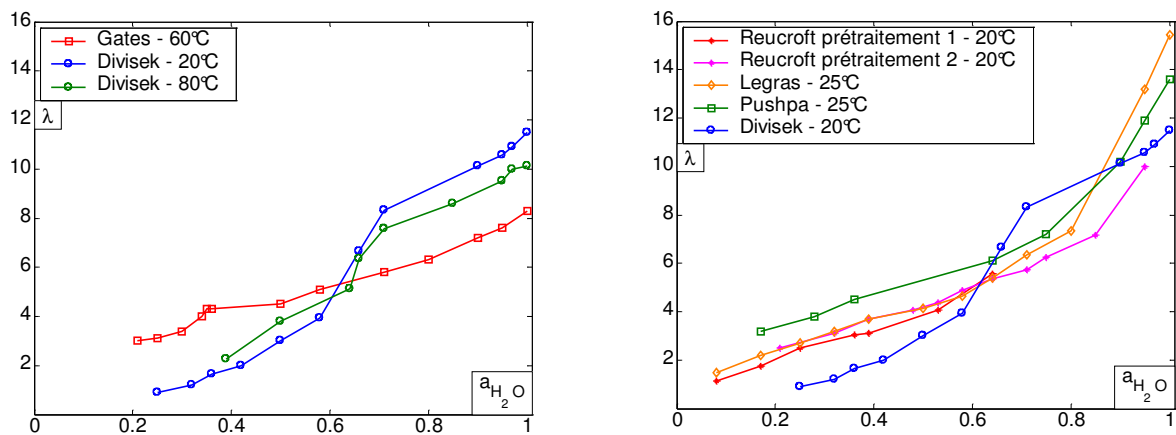 16
14
12
10
8
6
4
2
0
0.2
0.4
0.6
0.8
1
λ
a H₂O
Gates - 60°C
Divisek - 20°C
Divisek - 80°C
16
14
12
10
8
6
4
2
0
0.2
0.4
0.6
0.8
1
λ
a H₂O
Reucroft prétraitement 1 - 20°C
Reucroft prétraitement 2 - 20°C
Legras - 25°C
Pushpa - 25°C
Divisek - 20°C